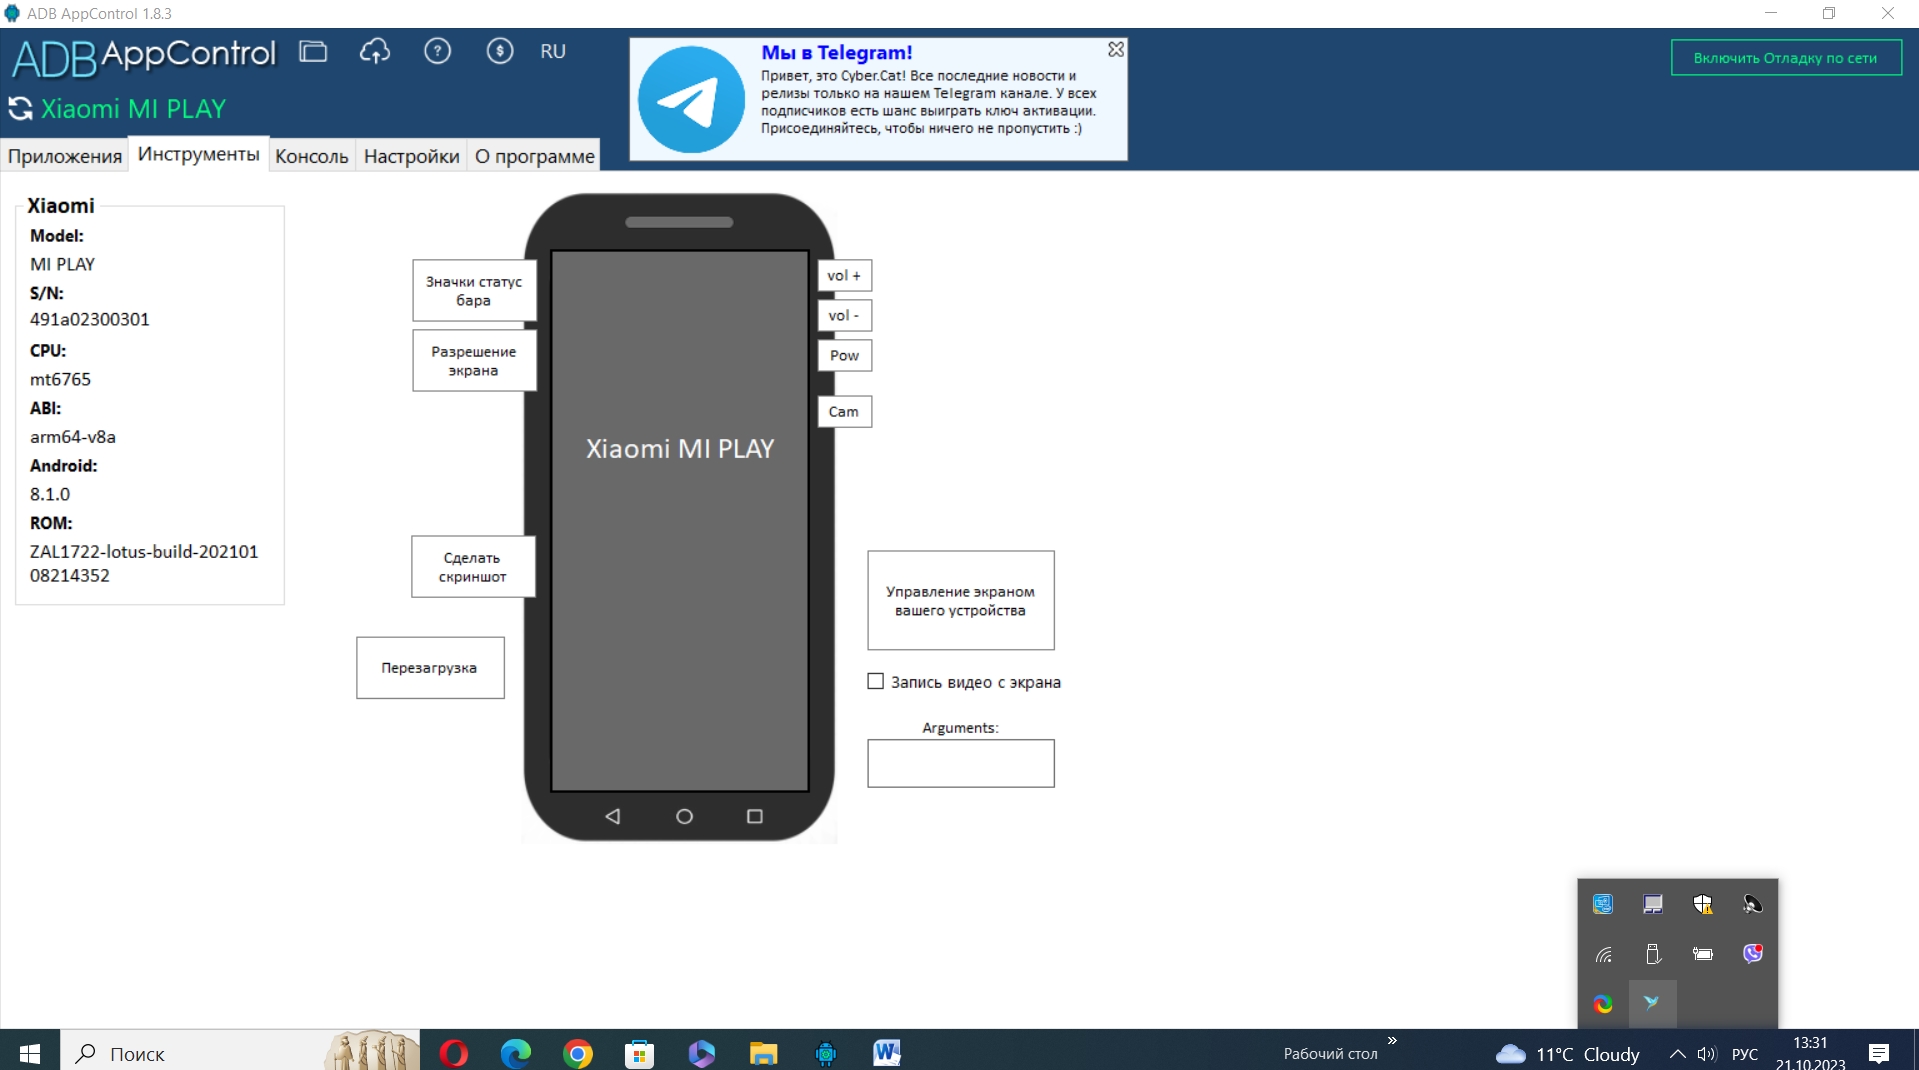 ADB AppControl 1.8.3
ADB AppControl
RU
Xiaomi MI PLAY
Мы в Telegram!
Привет, это Cyber.Cat! Все последние новости и
релизы только на нашем Telegram канале. У всех
подписчиков есть шанс выиграть ключ активации.
Присоединяйтесь, чтобы ничего не пропустить :)
Включить Отладку по сети
Приложения
Инструменты
Консоль
Настройки
О программе
Xiaomi
Model:
MI PLAY
S/N:
491a02300301
CPU:
mt6765
ABI:
arm64-v8a
Android:
8.1.0
ROM:
ZAL1722-lotus-build-202101
08214352
Значки статус
бара
Разрешение
экрана
Сделать
скриншот
Перезагрузка
Xiaomi MI PLAY
vol +
vol -
Pow
Cam
Управление экраном
вашего устройства
Запись видео с экрана
Arguments:
Поиск
Рабочий стол
11°C Cloudy
РУС
13:31
21.10.2023